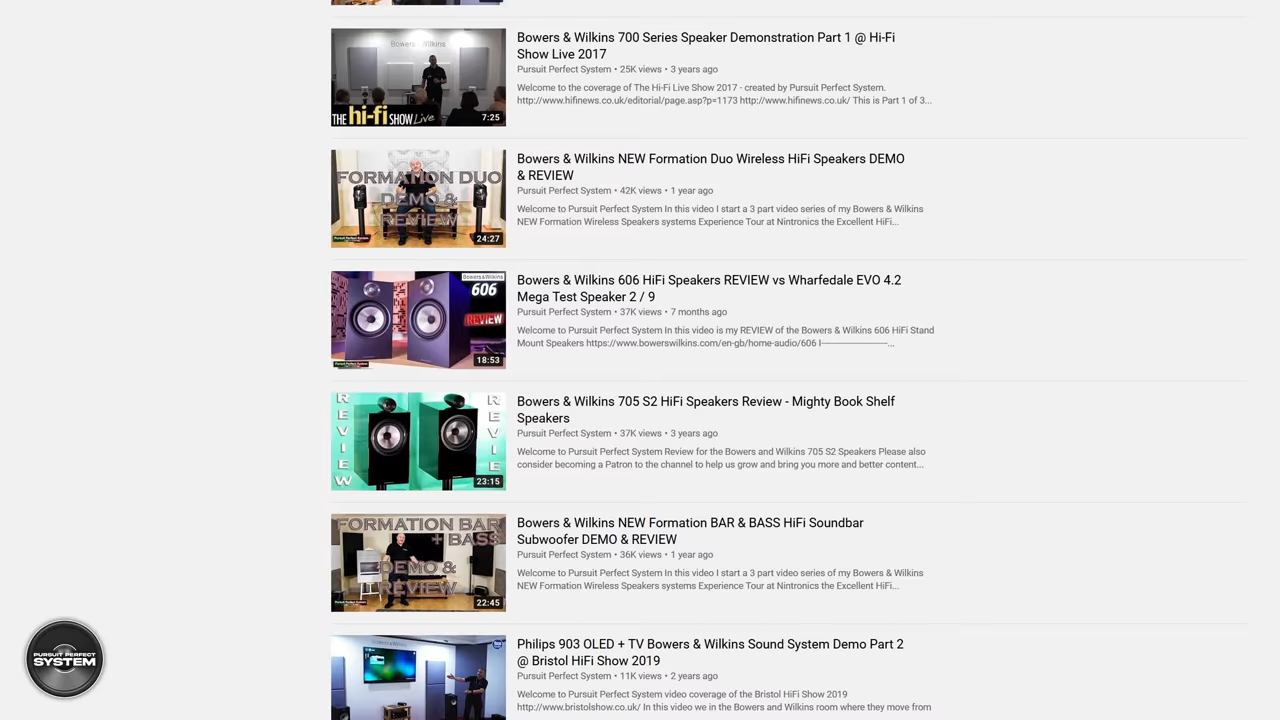 Bowers & Wilkins
THE hi-fi SHOW Live
7:25
Bowers & Wilkins 700 Series Speaker Demonstration Part 1 @ Hi-Fi
Show Live 2017
Pursuit Perfect System • 25K views • 3 years ago
Welcome to the coverage of The Hi-Fi Live Show 2017 - created by Pursuit Perfect System.
http://www.hifinews.co.uk/editorial/page.asp?p=1173 http://www.hifinews.co.uk/ This is Part 1 of 3...
FORMATION DUO
DEMO &
REVIEW
Pursuit Perfect System
24:27
Bowers & Wilkins NEW Formation Duo Wireless HiFi Speakers DEMO
& REVIEW
Pursuit Perfect System • 42K views • 1 year ago
Welcome to Pursuit Perfect System In this video I start a 3 part video series of my Bowers & Wilkins
NEW Formation Wireless Speakers systems Experience Tour at Nintronics the Excellent HiFi...
Bowers & Wilkins
606
REVIEW
Pursuit Perfect System
18:53
Bowers & Wilkins 606 HiFi Speakers REVIEW vs Wharfedale EVO 4.2
Mega Test Speaker 2 / 9
Pursuit Perfect System • 37K views • 7 months ago
Welcome to Pursuit Perfect System In this video is my REVIEW of the Bowers & Wilkins 606 HiFi Stand
Mount Speakers https://www.bowerswilkins.com/en-gb/home-audio/606 I—————————...
REVIEW
REVIE
23:15
Bowers & Wilkins 705 S2 HiFi Speakers Review - Mighty Book Shelf
Speakers
Pursuit Perfect System • 37K views • 3 years ago
Welcome to Pursuit Perfect System Review for the Bowers and Wilkins 705 S2 Speakers Please also
consider becoming a Patron to the channel to help us grow and bring you more and better content...
FORMATION BAR
+ BASS
DEMO &
REVIEW
Pursuit Perfect System
22:45
Bowers & Wilkins NEW Formation BAR & BASS HiFi Soundbar
Subwoofer DEMO & REVIEW
Pursuit Perfect System • 36K views • 1 year ago
Welcome to Pursuit Perfect System In this video I start a 3 part video series of my Bowers & Wilkins
NEW Formation Wireless Speakers systems Experience Tour at Nintronics the Excellent HiFi...
Philips 903 OLED + TV Bowers & Wilkins Sound System Demo Part 2
@ Bristol HiFi Show 2019
Pursuit Perfect System • 11K views • 2 years ago
Welcome to Pursuit Perfect System video coverage of the Bristol HiFi Show 2019
http://www.bristolshow.co.uk/ In this video we in the Bowers and Wilkins room where they move from
PURSUIT PERFECT
SYSTEM